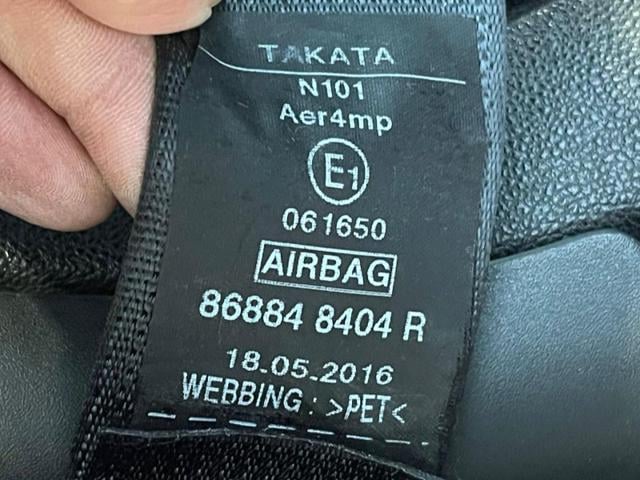 TAKATA
N101
Aer4mp
E1
061650
AIRBAG
86884 8404 R
18.05.2016
WEBBING : >PET<